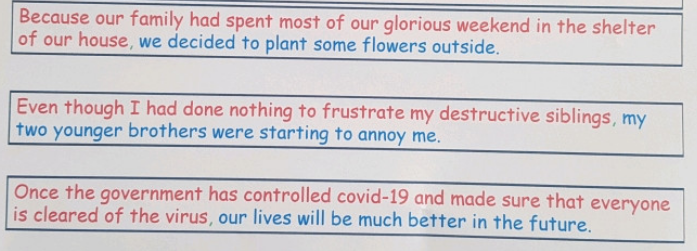 Because our family had spent most of our glorious weekend in the shelter
of our house, we decided to plant some flowers outside.
Even though I had done nothing to frustrate my destructive siblings, my
two younger brothers were starting to annoy me.
Once the government has controlled covid-19 and made sure that everyone
is cleared of the virus, our lives will be much better in the future.